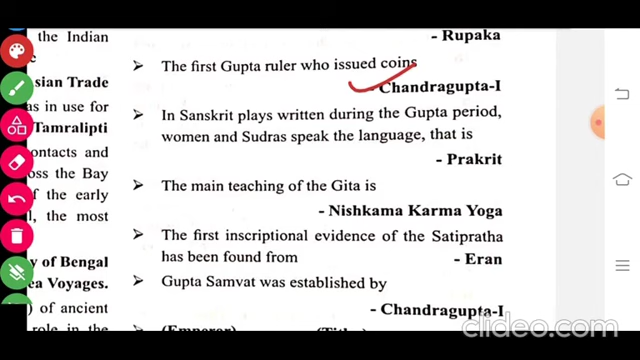 the Indian
- Rupaka
➢ The first Gupta ruler who issued coins
sian Trade
- Chandragupta-I
as in use for
➢ In Sanskrit plays written during the Gupta period,
Tamralipti
women and Sudras speak the language, that is
contacts and
- Prakrit
oss the Bay
➢ The main teaching of the Gita is
f the early
- Nishkama Karma Yoga
l, the most
➢ The first inscriptional evidence of the Satipratha
has been found from - Eran
y of Bengal
➢ Gupta Samvat was established by
ea Voyages.
- Chandragupta-I
) of ancient
role in the
➢ (Emperor) (Title)
clideo.com